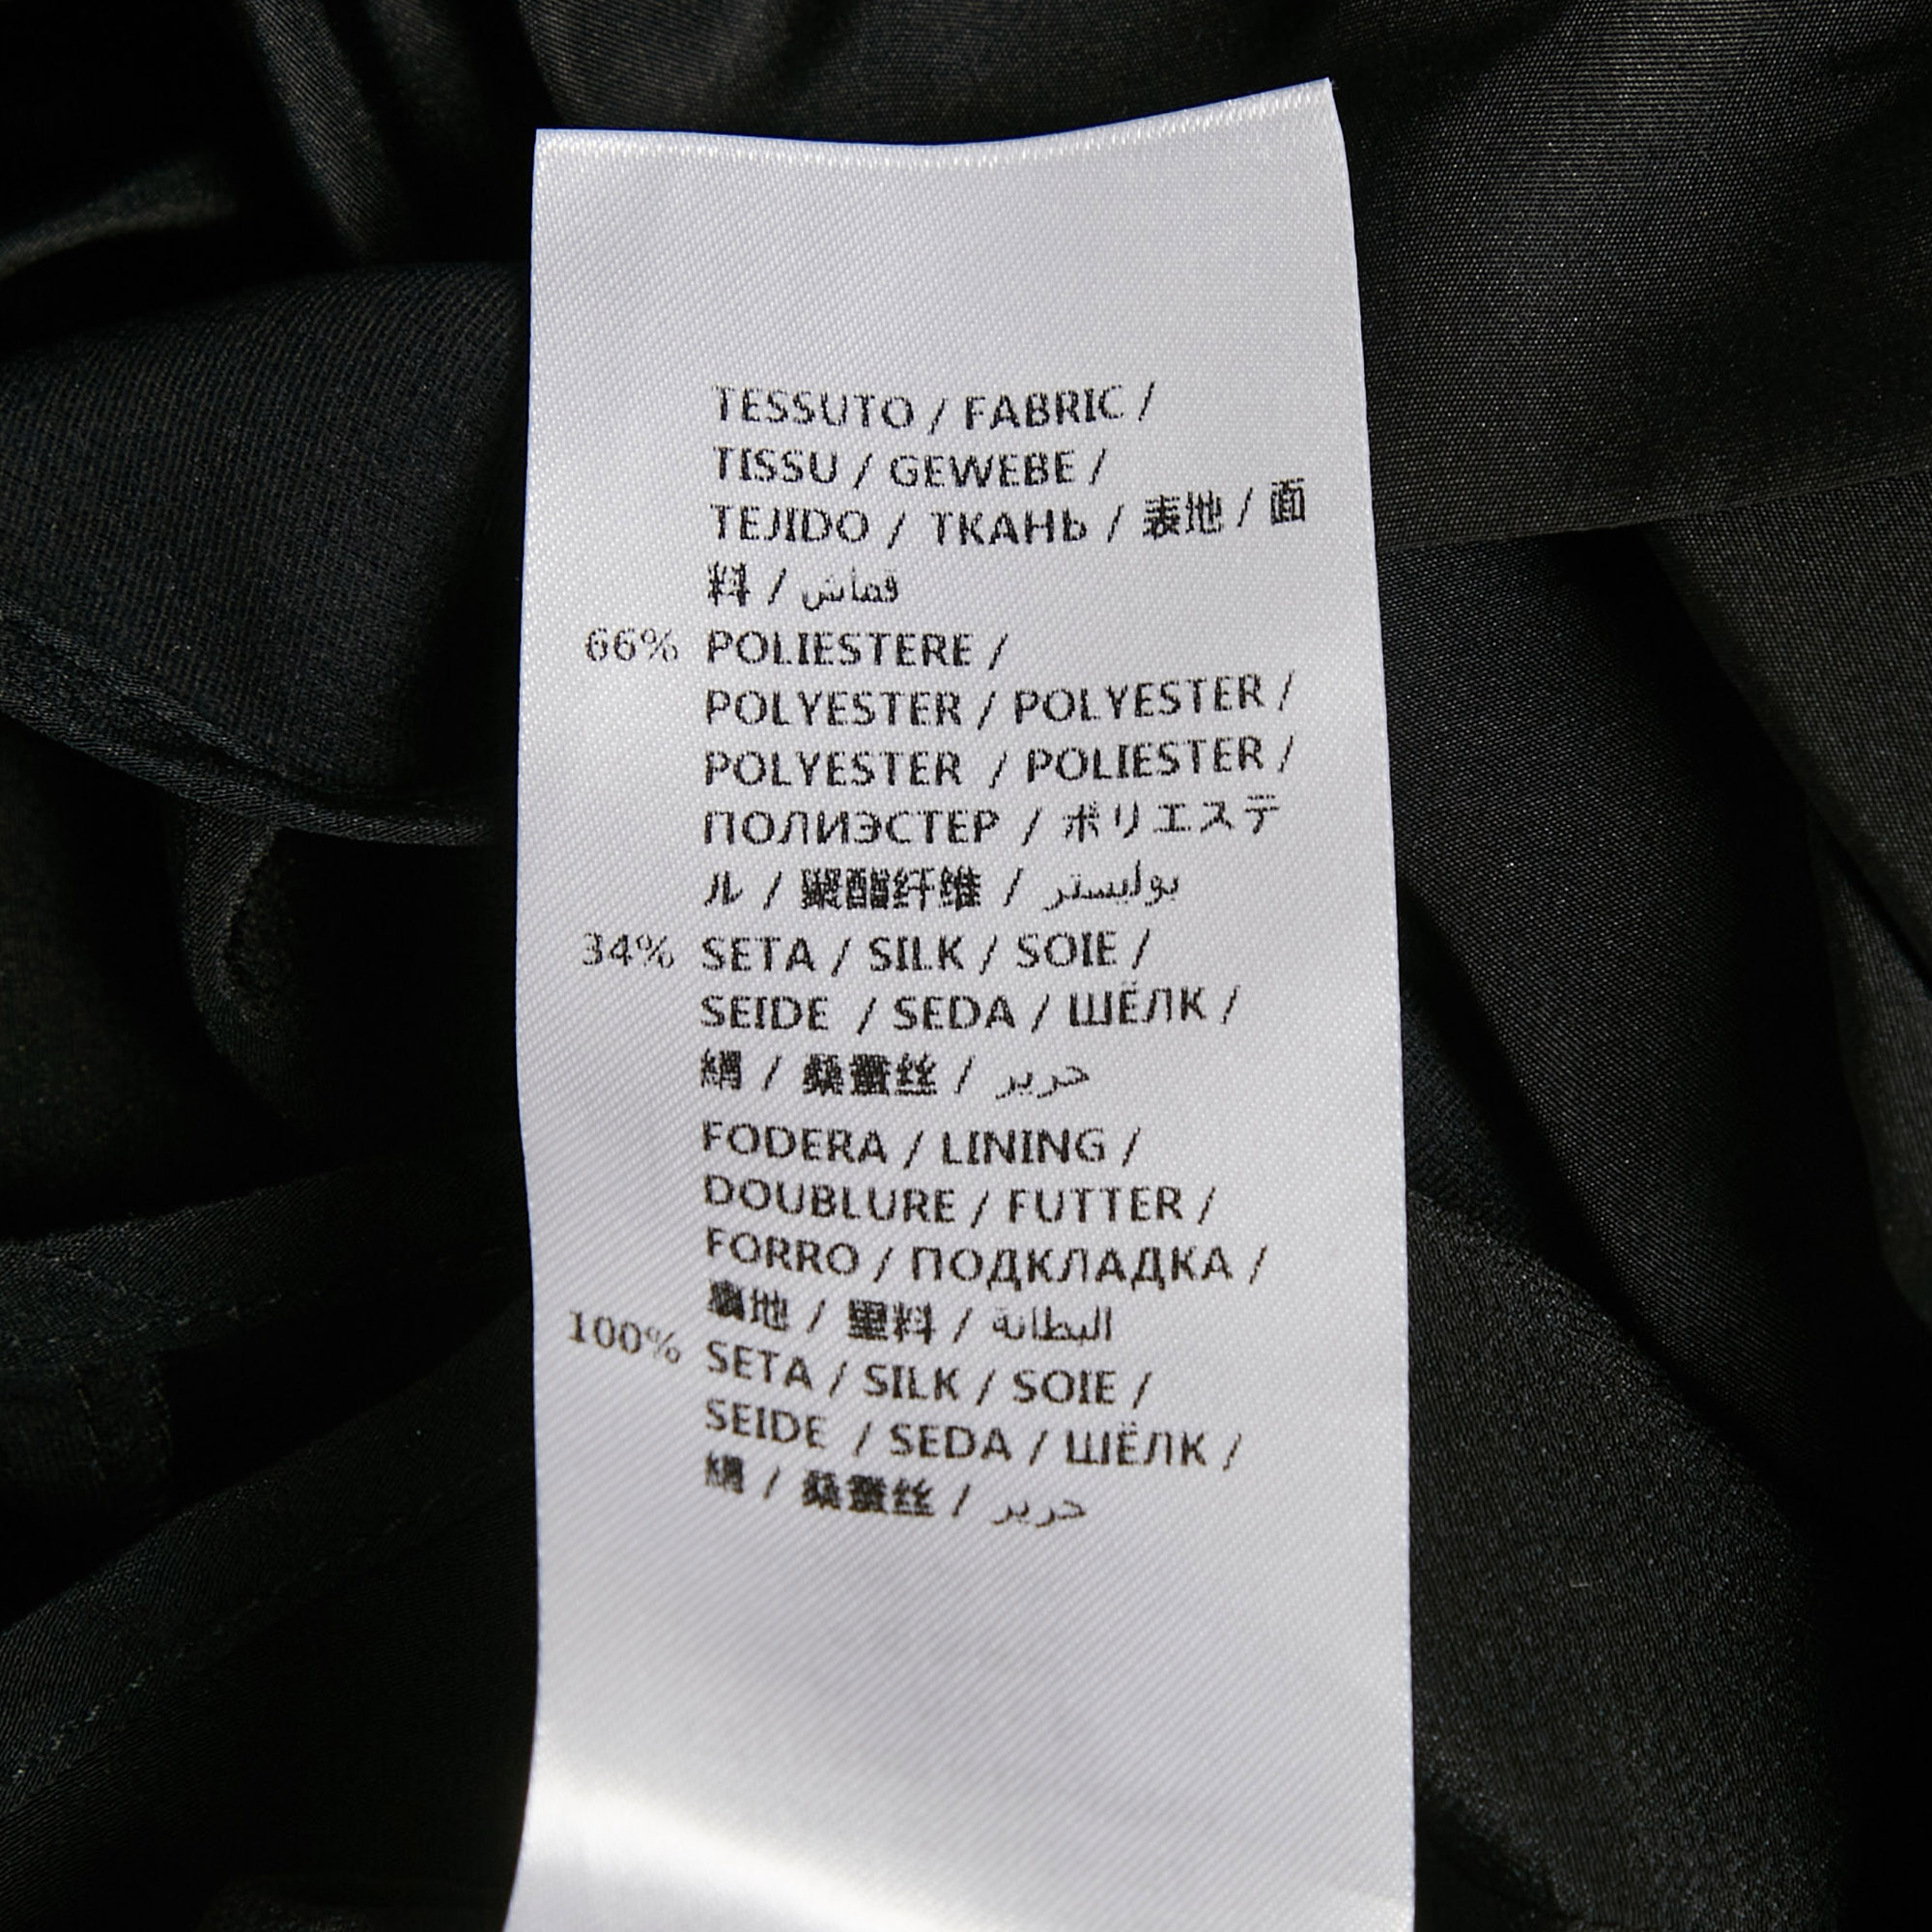 TESSUTO / FABRIC /
TISSU / GEWEBE /
TEJIDO / ТКАНЬ / 表地 / 面
料 / قماش
66% POLIESTERE /
POLYESTER / POLYESTER /
POLYESTER / POLIESTER /
ПОЛИЭСТЕР / ポリエステ
ル / 聚酯纤维 / بوليستر
34% SETA / SILK / SOIE /
SEIDE / SEDA / ШЁЛК /
絹 / 桑蚕丝 / حرير
FODERA / LINING /
DOUBLURE / FUTTER /
FORRO / ПОДКЛАДКА /
裏地 / 里料 / البطانة
100% SETA / SILK / SOIE /
SEIDE / SEDA / ШЁЛК /
絹 / 桑蚕丝 / حرير